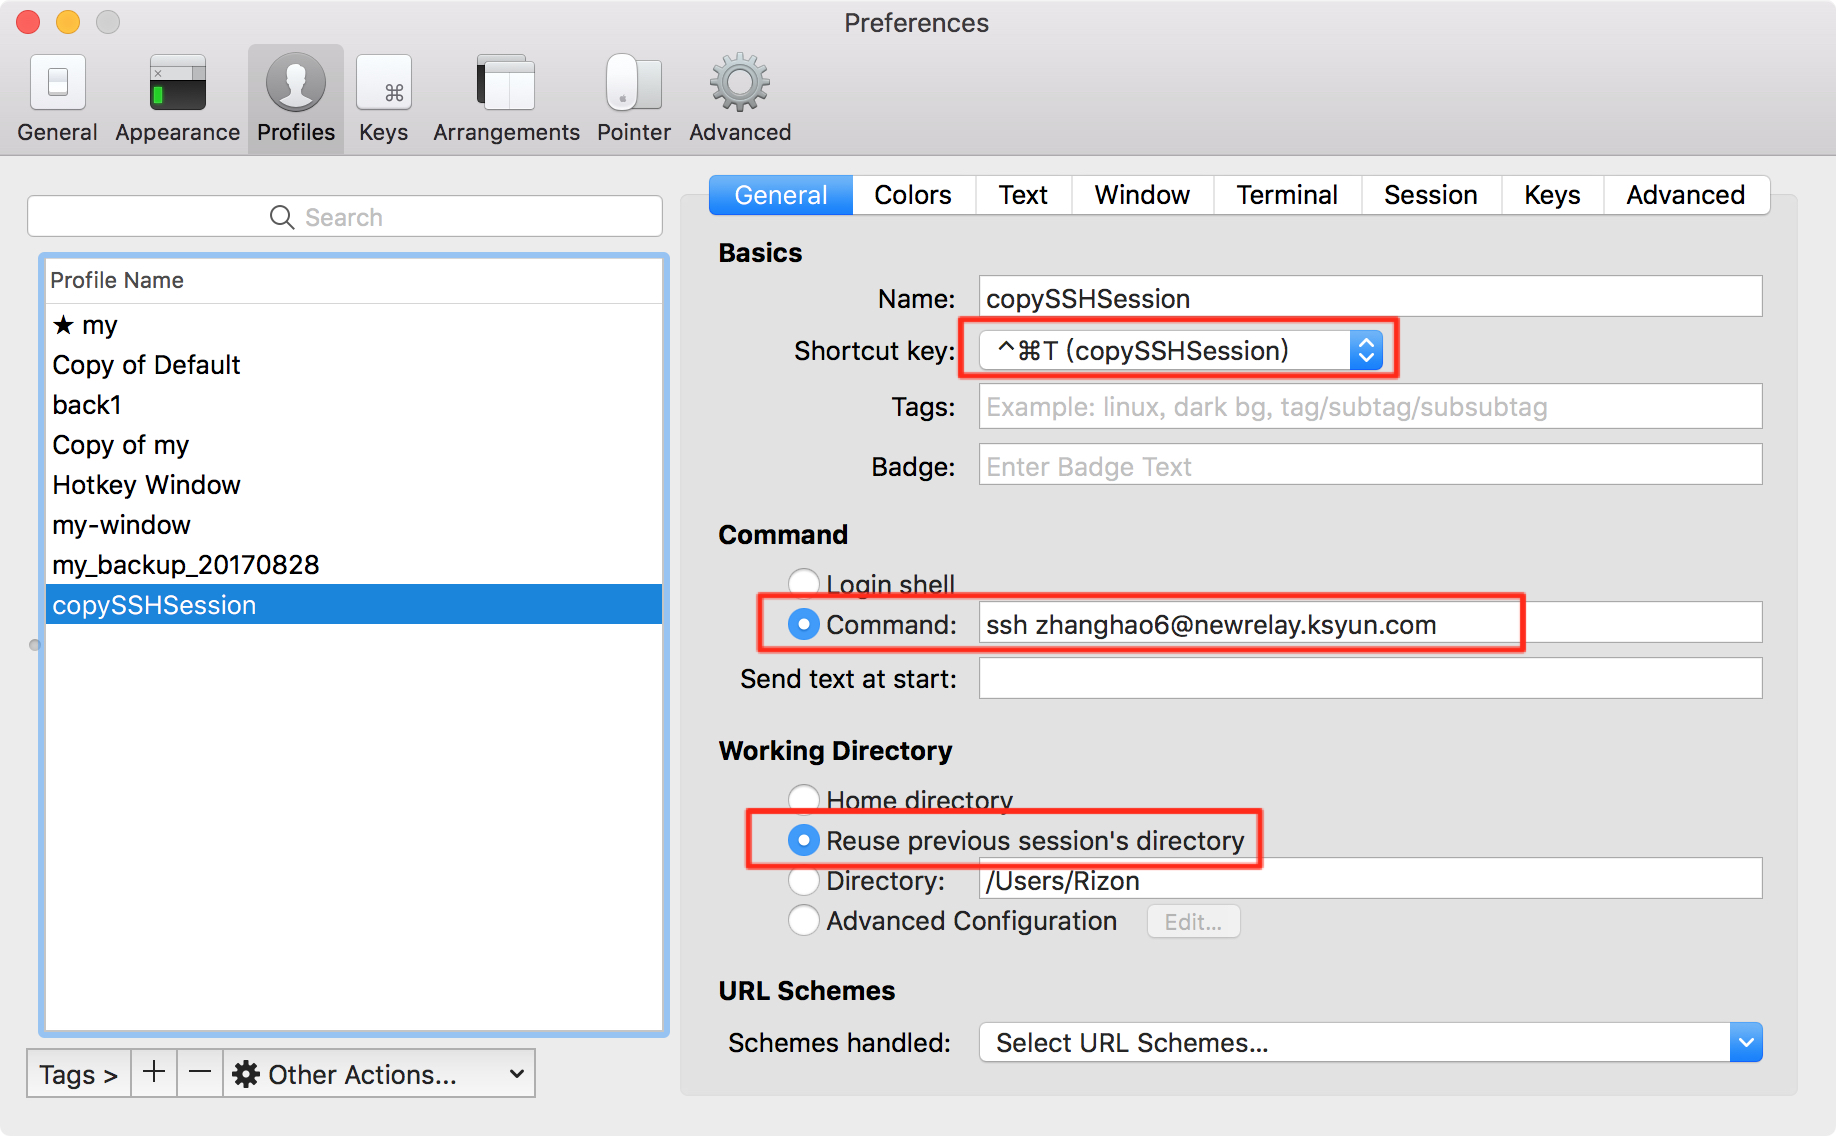 Preferences
General Appearance Profiles Keys Arrangements Pointer Advanced
Search
Profile Name
★ my
Copy of Default
back1
Copy of my
Hotkey Window
my-window
my_backup_20170828
copySSHSession
Tags > + — Other Actions...
General Colors Text Window Terminal Session Keys Advanced
Basics
Name: copySSHSession
Shortcut key: ^⌘T (copySSHSession)
Tags: Example: linux, dark bg, tag/subtag/subsubtag
Badge: Enter Badge Text
Command
Login shell
Command: ssh zhanghao6@newrelay.ksyun.com
Send text at start:
Working Directory
Home directory
Reuse previous session's directory
Directory: /Users/Rizon
Advanced Configuration Edit...
URL Schemes
Schemes handled: Select URL Schemes...